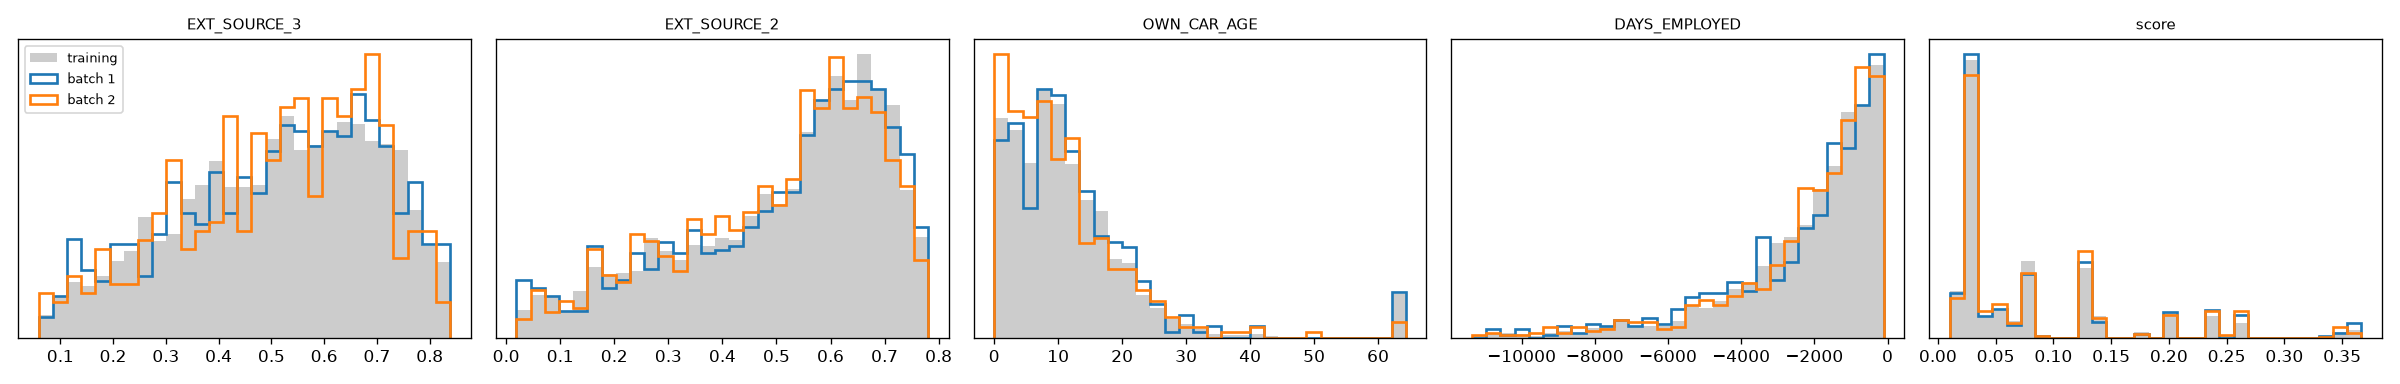 EXT_SOURCE_3
EXT_SOURCE_2
OWN_CAR_AGE
DAYS_EMPLOYED
score
training
batch 1
batch 2
0.1 0.2 0.3 0.4 0.5 0.6 0.7 0.8
0.0 0.1 0.2 0.3 0.4 0.5 0.6 0.7 0.8
0 10 20 30 40 50 60
−10000 −8000 −6000 −4000 −2000 0
0.00 0.05 0.10 0.15 0.20 0.25 0.30 0.35